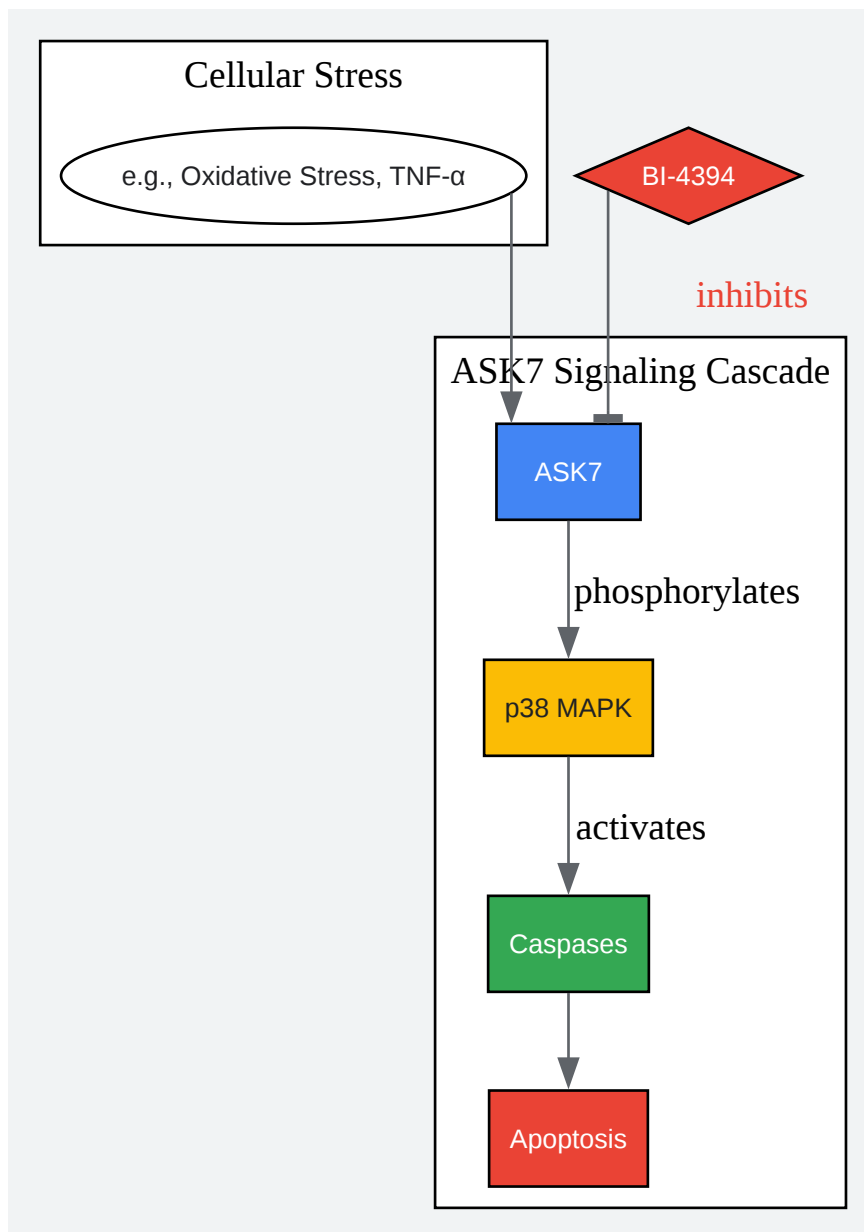 Cellular Stress
e.g., Oxidative Stress, TNF-α
BI-4394
inhibits
ASK7 Signaling Cascade
ASK7
phosphorylates
p38 MAPK
activates
Caspases
Apoptosis